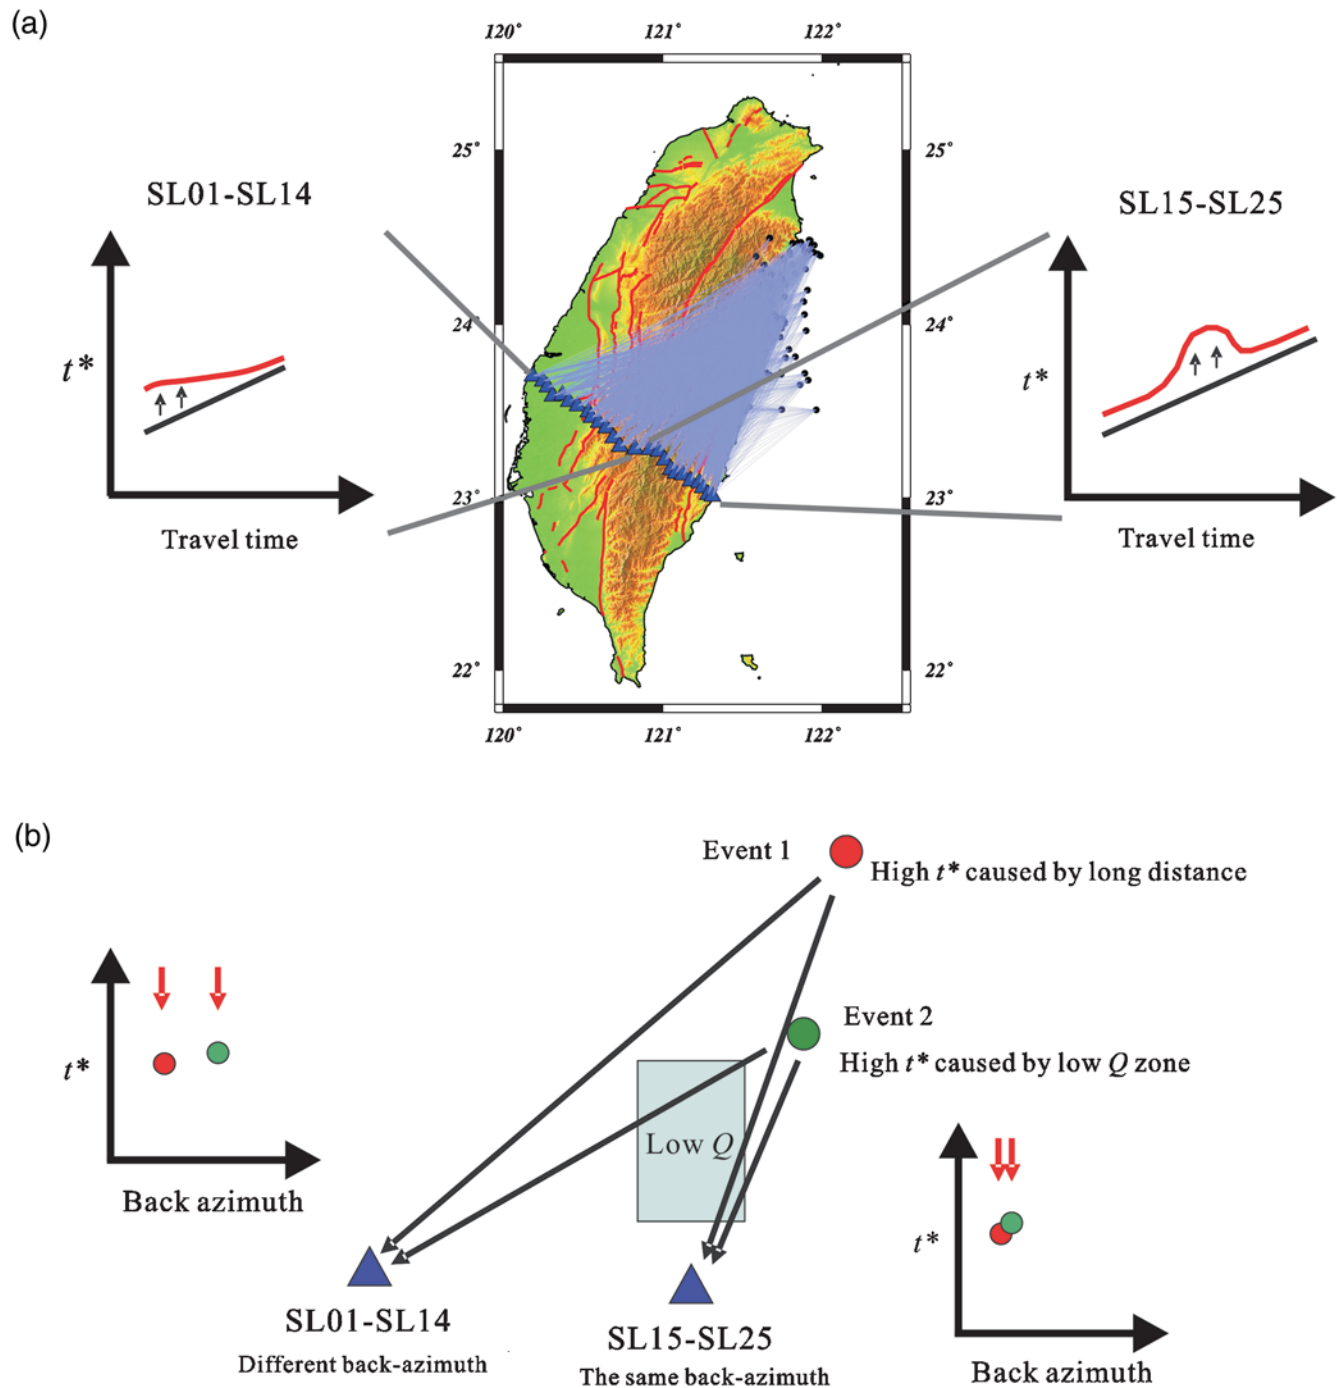 (a)
120° 121° 122°
25° 25°
SL01-SL14
SL15-SL25
24° 24°
t*
t*
23° 23°
Travel time
Travel time
22° 22°
120° 121° 122°
(b)
Event 1
High t* caused by long distance
Event 2
t*
High t* caused by low Q zone
Low Q
Back azimuth
t*
SL01-SL14
SL15-SL25
Different back-azimuth
The same back-azimuth
Back azimuth